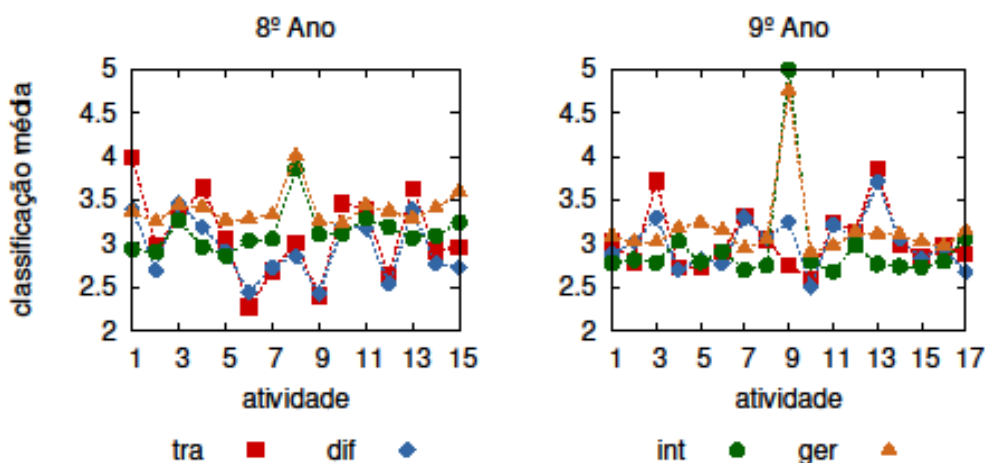 8º Ano
9º Ano
classificação média
5
4.5
4
3.5
3
2.5
2
1 3 5 7 9 11 13 15
atividade
5
4.5
4
3.5
3
2.5
2
1 3 5 7 9 11 13 15 17
atividade
tra dif int ger